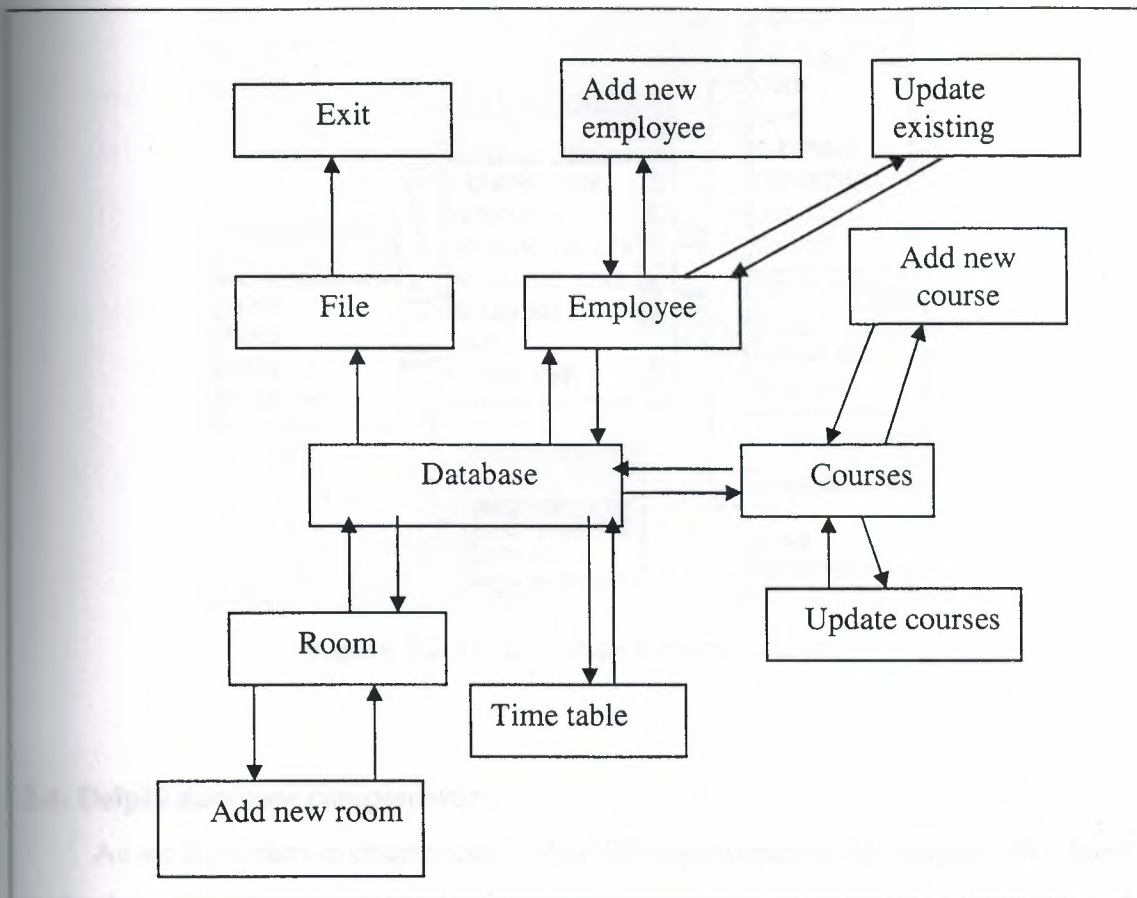 Exit
Add new
employee
Update
existing
File
Employee
Add new
course
Database
Courses
Room
Update courses
Time table
Add new room